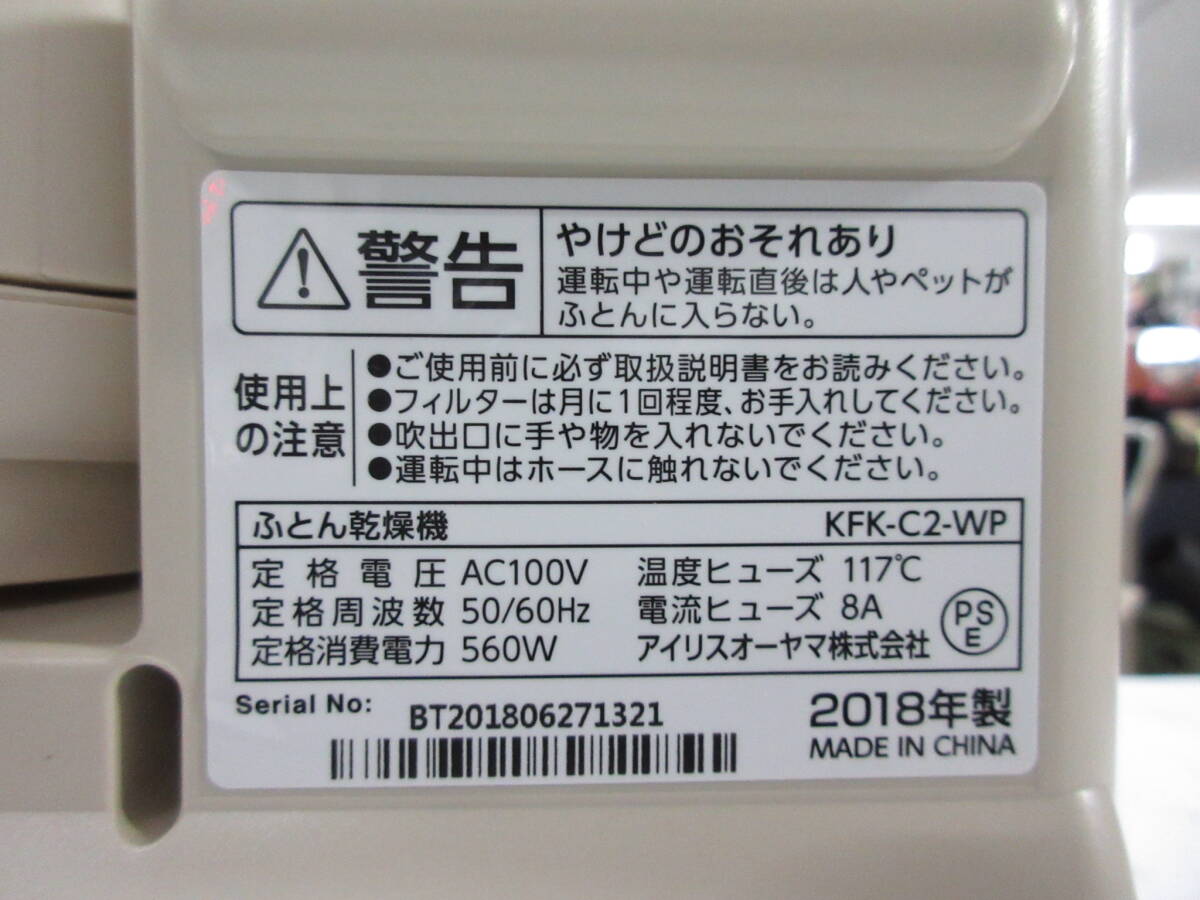 警告
やけどのおそれあり
運転中や運転直後は人やペットが
ふとんに入らない。
使用上
の注意
●ご使用前に必ず取扱説明書をお読みください。
●フィルターは月に1回程度、お手入れしてください。
●吹出口に手や物を入れないでください。
●運転中はホースに触れないでください。
ふとん乾燥機 KFK-C2-WP
定格電圧 AC100V 温度ヒューズ 117℃
定格周波数 50/60Hz 電流ヒューズ 8A
定格消費電力 560W アイリスオーヤマ株式会社
PS
E
Serial No: BT201806271321
2018年製
MADE IN CHINA